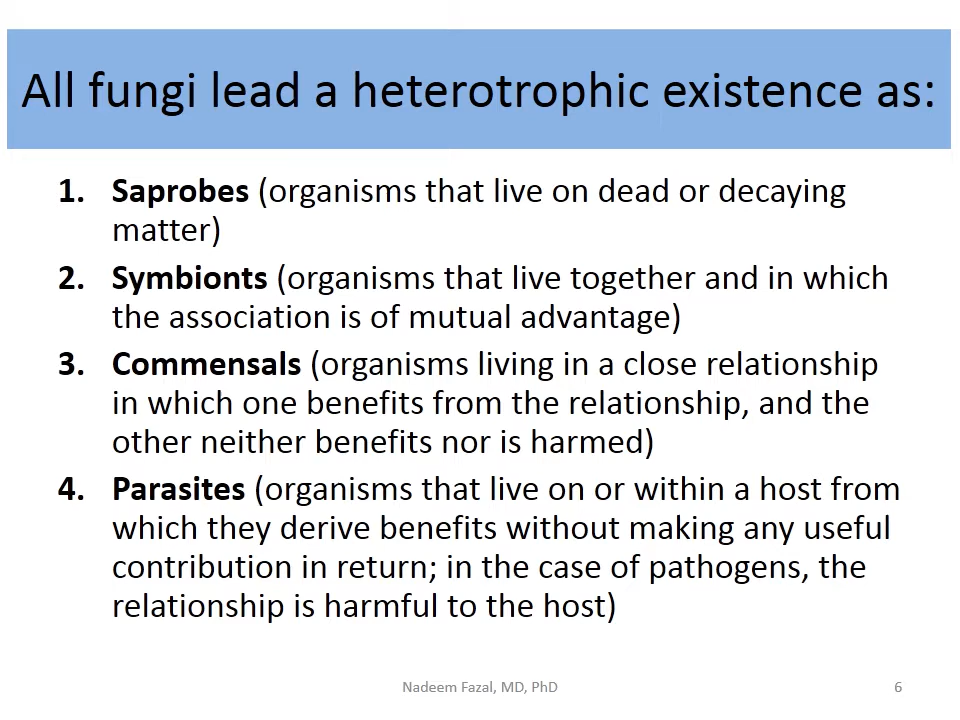 All fungi lead a heterotrophic existence as:
1. Saprobes (organisms that live on dead or decaying
matter)
2. Symbionts (organisms that live together and in which
the association is of mutual advantage)
3. Commensals (organisms living in a close relationship
in which one benefits from the relationship, and the
other neither benefits nor is harmed)
4. Parasites (organisms that live on or within a host from
which they derive benefits without making any useful
contribution in return; in the case of pathogens, the
relationship is harmful to the host)
Nadeem Fazal, MD, PhD
6